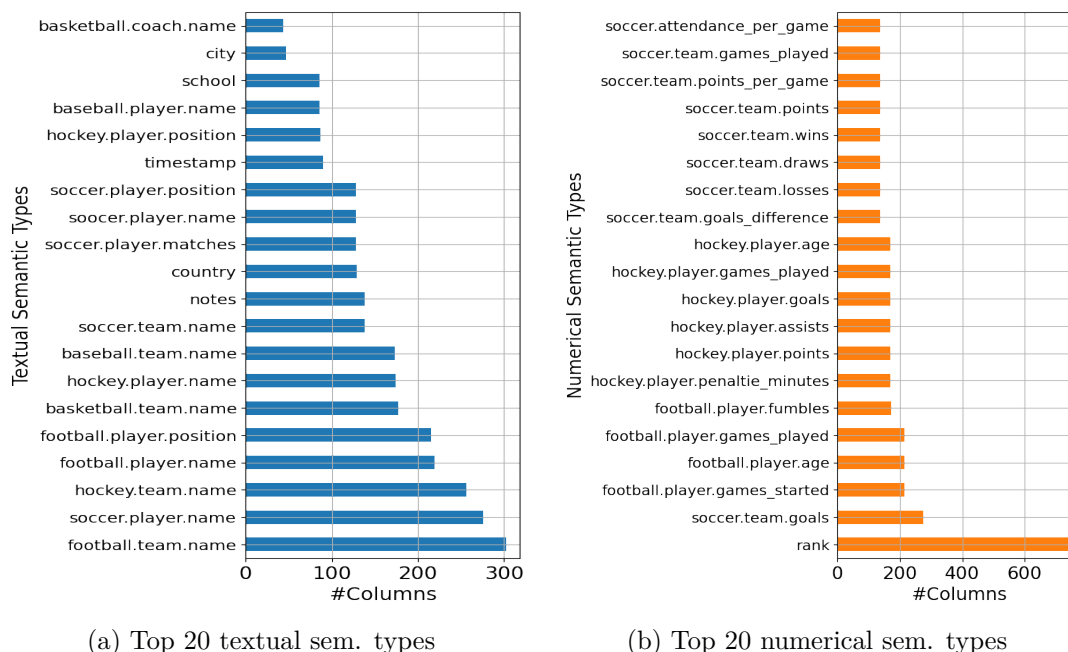 basketball.coach.name
city
school
baseball.player.name
hockey.player.position
timestamp
soccer.player.position
soocer.player.name
soccer.player.matches
country
notes
soccer.team.name
baseball.team.name
hockey.player.name
basketball.team.name
football.player.position
football.player.name
hockey.team.name
soccer.player.name
football.team.name
Textual Semantic Types
0 100 200 300
#Columns
(a) Top 20 textual sem. types
soccer.attendance_per_game
soccer.team.games_played
soccer.team.points_per_game
soccer.team.points
soccer.team.wins
soccer.team.draws
soccer.team.losses
soccer.team.goals_difference
hockey.player.age
hockey.player.games_played
hockey.player.goals
hockey.player.assists
hockey.player.points
hockey.player.penaltie_minutes
football.player.fumbles
football.player.games_played
football.player.age
football.player.games_started
soccer.team.goals
rank
Numerical Semantic Types
0 200 400 600
#Columns
(b) Top 20 numerical sem. types